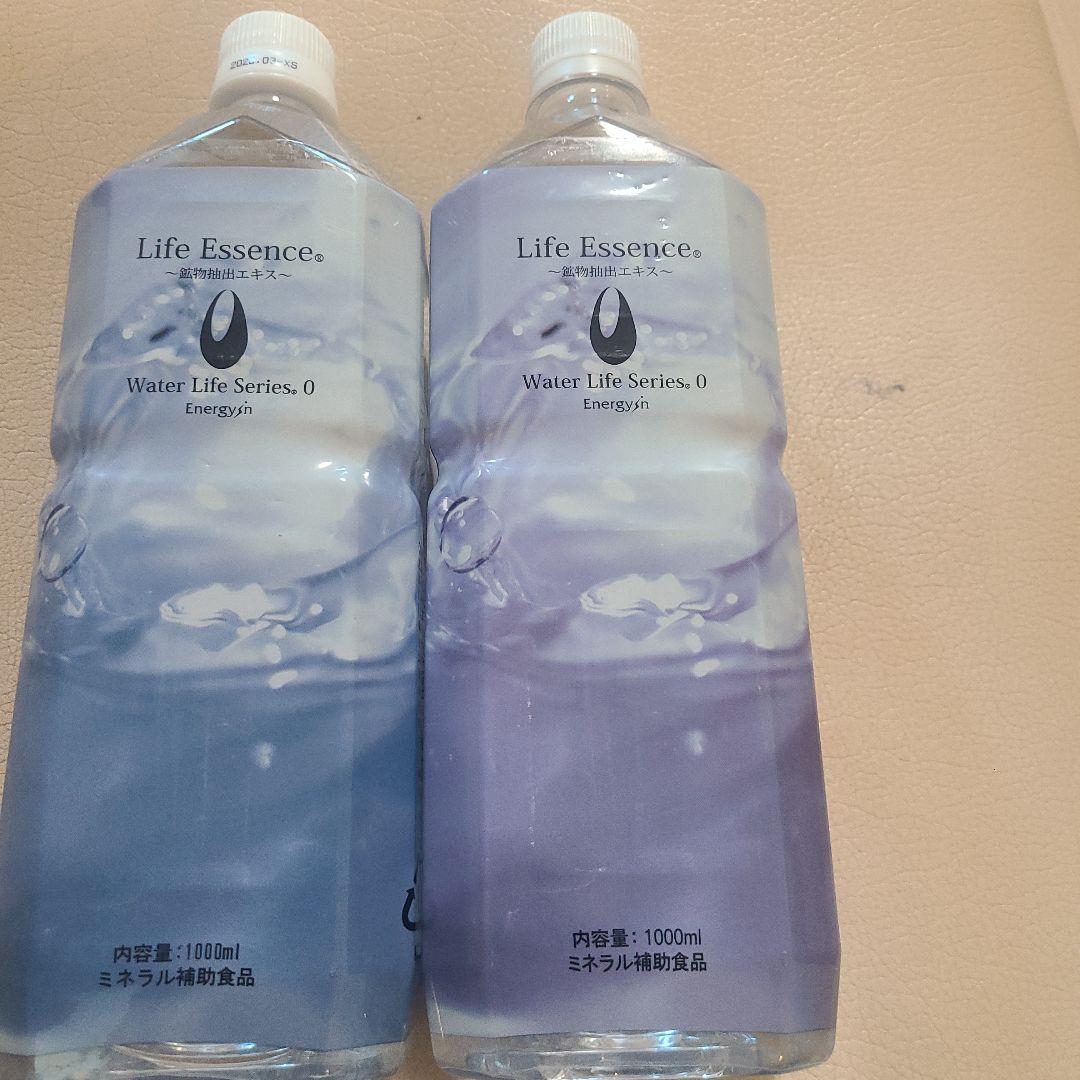 Life Essence®
～鉱物抽出エキス～
Water Life Series® 0
Energysin
内容量:1000ml
ミネラル補助食品
Life Essence®
～鉱物抽出エキス～
Water Life Series® 0
Energysin
内容量: 1000ml
ミネラル補助食品